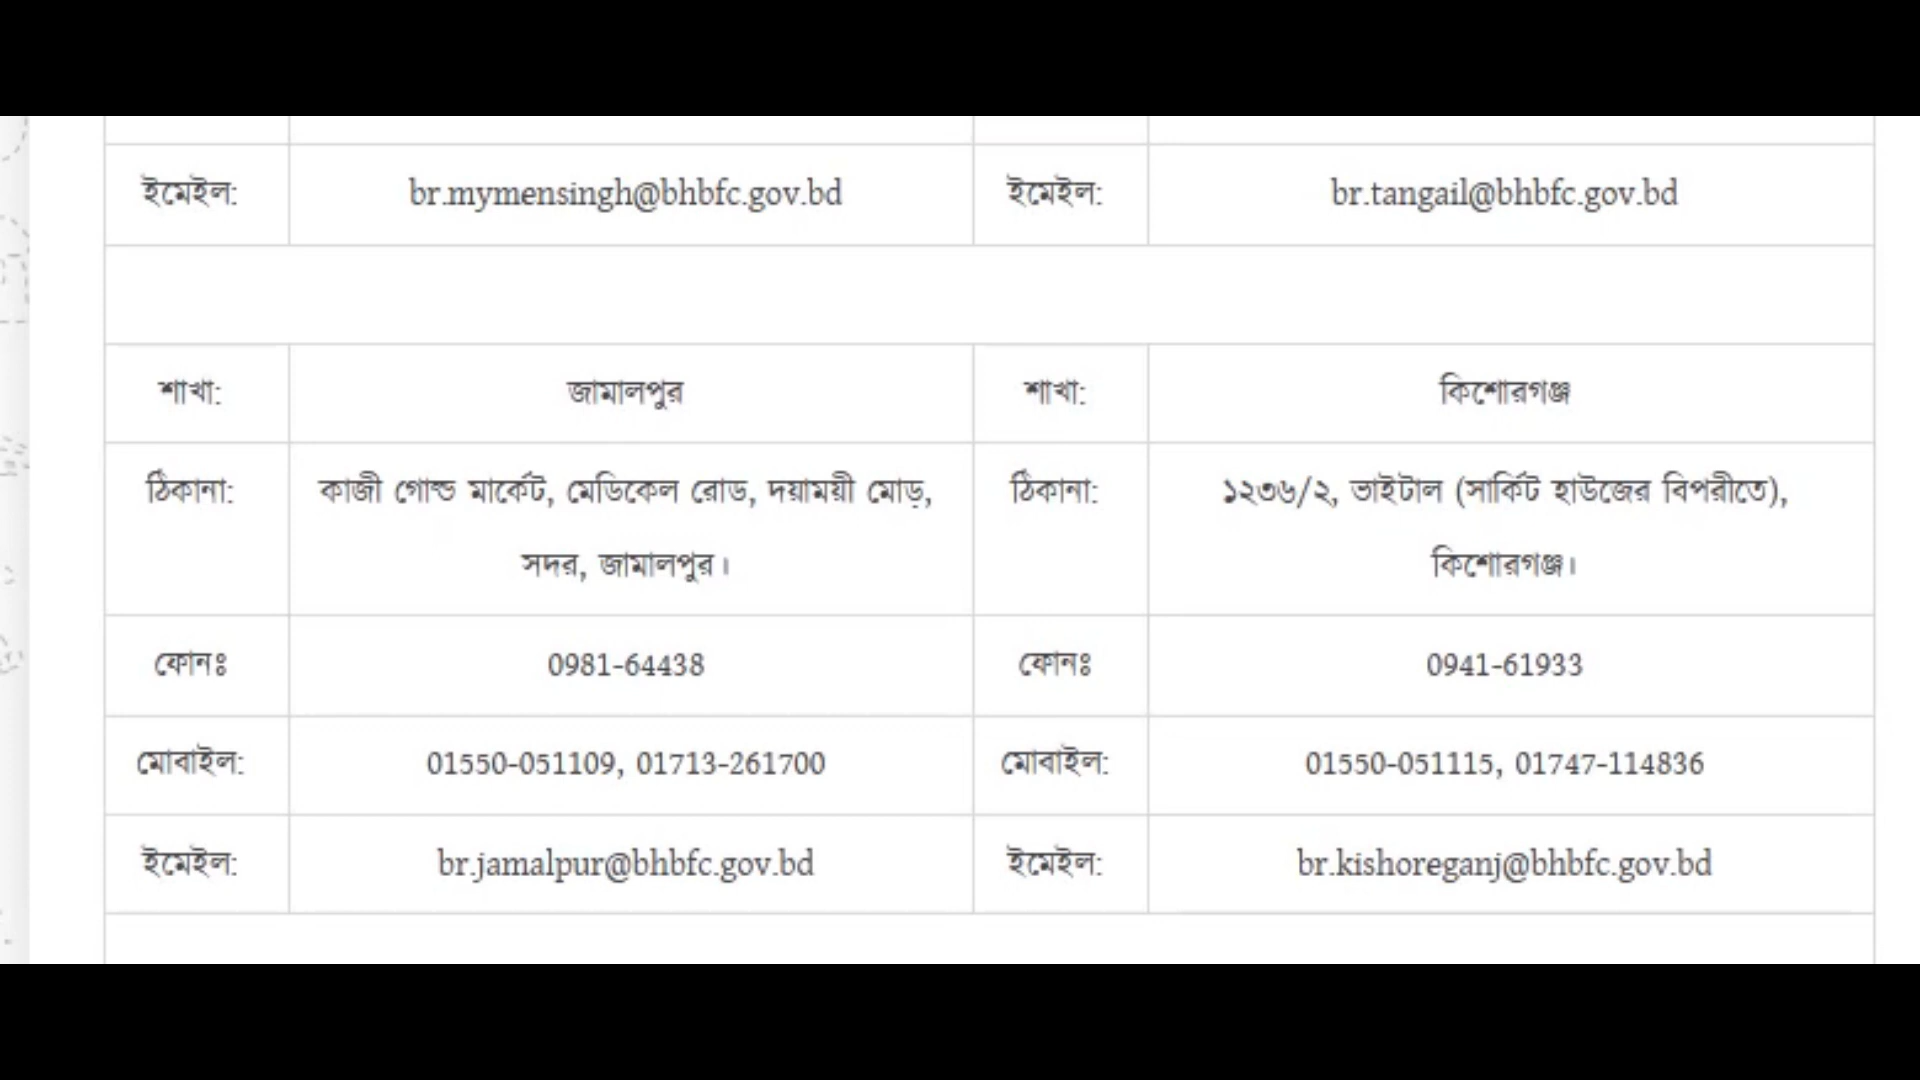 ইমেইল: br.mymensingh@bhbfc.gov.bd ইমেইল: br.tangail@bhbfc.gov.bd
শাখা: জামালপুর শাখা: কিশোরগঞ্জ
ঠিকানা: কাজী গোল্ড মার্কেট, মেডিকেল রোড, দয়াময়ী মোড়, ঠিকানা: ১২৩৬/২, ভাইটাল (সার্কিট হাউজের বিপরীতে),
সদর, জামালপুর। কিশোরগঞ্জ।
ফোনঃ 0981-64438 ফোনঃ 0941-61933
মোবাইল: 01550-051109, 01713-261700 মোবাইল: 01550-051115, 01747-114836
ইমেইল: br.jamalpur@bhbfc.gov.bd ইমেইল: br.kishoreganj@bhbfc.gov.bd